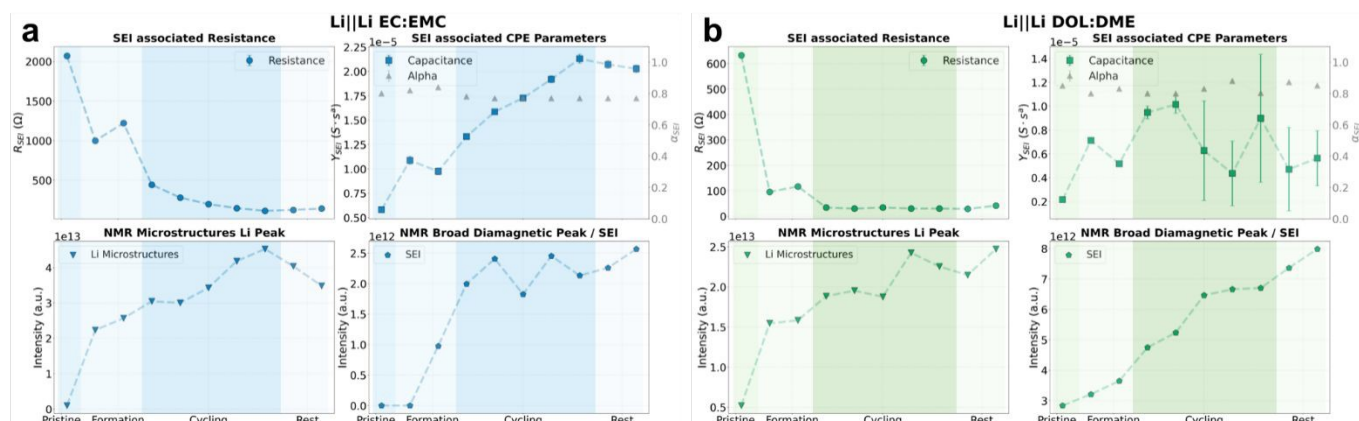 a
Li||Li EC:EMC
SEI associated Resistance
Resistance
R_SEI (Ω)
2000
1500
1000
500
SEI associated CPE Parameters
1e−5
Capacitance
Alpha
Y_SEI (S · s^a)
2.25
2.00
1.75
1.50
1.25
1.00
0.75
0.50
1.0
0.8
0.6
0.4
0.2
0.0
α_SEI
NMR Microstructures Li Peak
1e13
Li Microstructures
Intensity (a.u.)
4
3
2
1
0
Pristine Formation Cycling Rest
NMR Broad Diamagnetic Peak / SEI
1e12
SEI
Intensity (a.u.)
2.5
2.0
1.5
1.0
0.5
0.0
Pristine Formation Cycling Rest
b
Li||Li DOL:DME
SEI associated Resistance
Resistance
R_SEI (Ω)
600
500
400
300
200
100
0
SEI associated CPE Parameters
1e−5
Capacitance
Alpha
Y_SEI (S · s^a)
1.4
1.2
1.0
0.8
0.6
0.4
0.2
1.0
0.8
0.6
0.4
0.2
0.0
α_SEI
NMR Microstructures Li Peak
1e13
Li Microstructures
Intensity (a.u.)
2.5
2.0
1.5
1.0
0.5
Pristine Formation Cycling Rest
NMR Broad Diamagnetic Peak / SEI
1e12
SEI
Intensity (a.u.)
8
7
6
5
4
3
Pristine Formation Cycling Rest